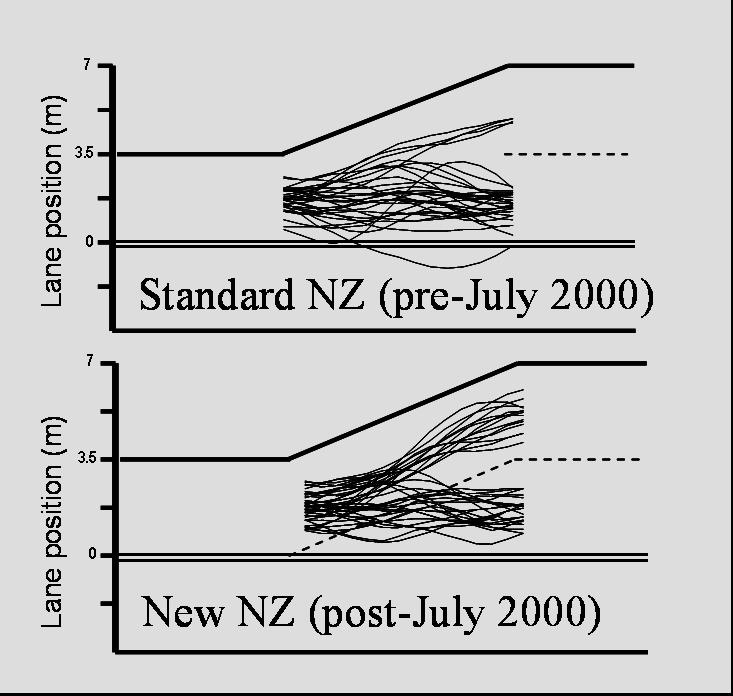 7
3.5
0
Lane position (m)
Standard NZ (pre-July 2000)
7
3.5
0
Lane position (m)
New NZ (post-July 2000)